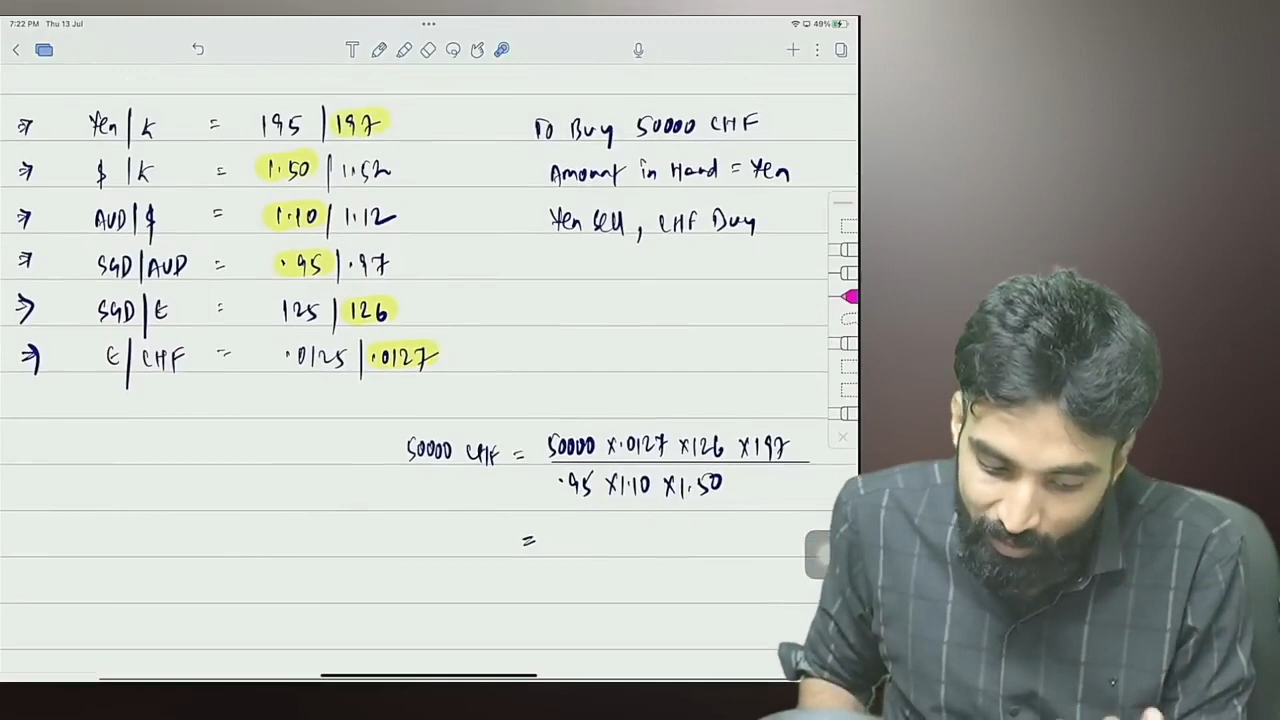 7:22 PM Thu 13 Jul
49%
⇒ Yen | £ = 195 | 197
⇒ $ | £ = 1.50 | 1.52
⇒ AUD | $ = 1.10 | 1.12
⇒ SGD | AUD = .95 | .97
⇒ SGD | € = 125 | 126
⇒ € | CHF = .0125 | .0127
To Buy 50000 CHF
Amount in Hand = Yen
Yen Sell, CHF Buy
50000 CHF = 50000 × .0127 × 126 × 197
.95 × 1.10 × 1.50
=